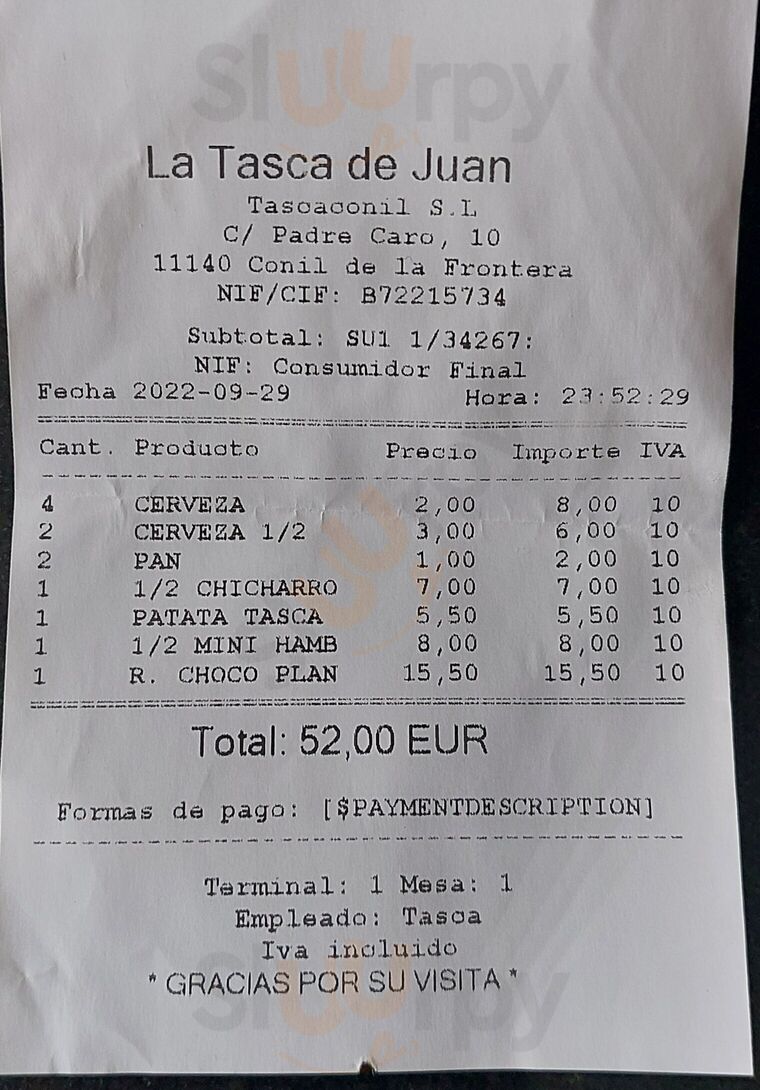 Sluurpy
La Tasca de Juan
Tascaconil S.L
C/ Padre Caro, 10
11140 Conil de la Frontera
NIF/CIF: B72215734
Subtotal: SU1 1/34267:
NIF: Consumidor Final
Fecha 2022-09-29 Hora: 23:52:29
Cant. Producto Precio Importe IVA
4 CERVEZA 2,00 8,00 10
2 CERVEZA 1/2 3,00 6,00 10
2 PAN 1,00 2,00 10
1 1/2 CHICHARRO 7,00 7,00 10
1 PATATA TASCA 5,50 5,50 10
1 1/2 MINI HAMB 8,00 8,00 10
1 R. CHOCO PLAN 15,50 15,50 10
Total: 52,00 EUR
Formas de pago: [$PAYMENTDESCRIPTION]
Terminal: 1 Mesa: 1
Empleado: Tasca
Iva incluido
* GRACIAS POR SU VISITA *
Sluurpy